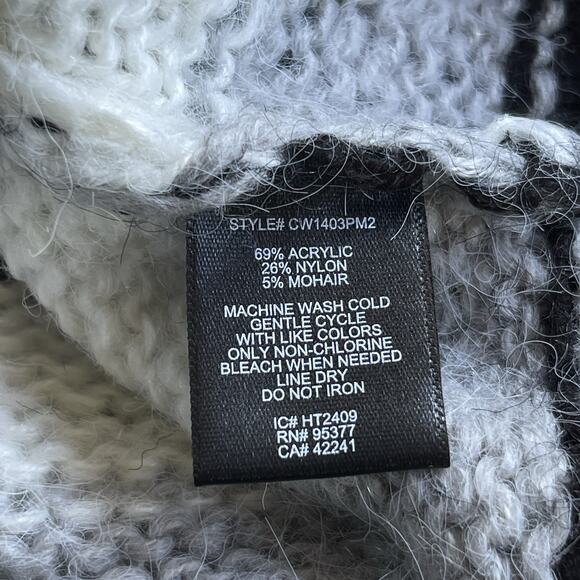 STYLE# CW1403PM2
69% ACRYLIC
26% NYLON
5% MOHAIR
MACHINE WASH COLD
GENTLE CYCLE
WITH LIKE COLORS
ONLY NON-CHLORINE
BLEACH WHEN NEEDED
LINE DRY
DO NOT IRON
IC# HT2409
RN# 95377
CA# 42241